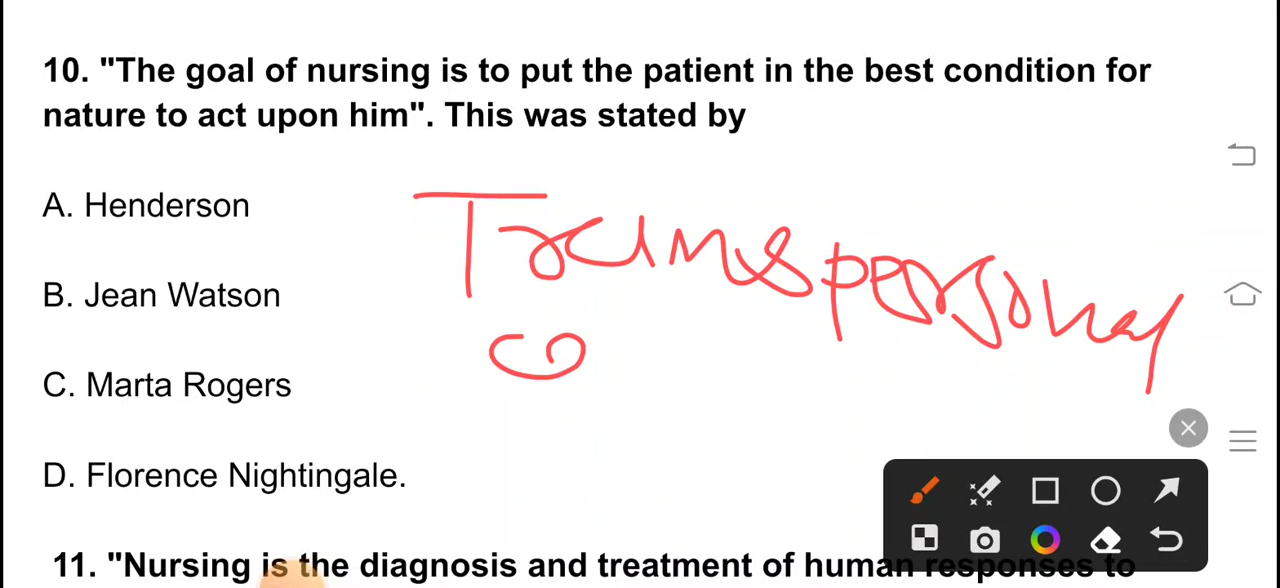 10. "The goal of nursing is to put the patient in the best condition for
nature to act upon him". This was stated by
A. Henderson
Transpersonal
B. Jean Watson
C. Marta Rogers
D. Florence Nightingale.
11. "Nursing is the diagnosis and treatment of human responses to